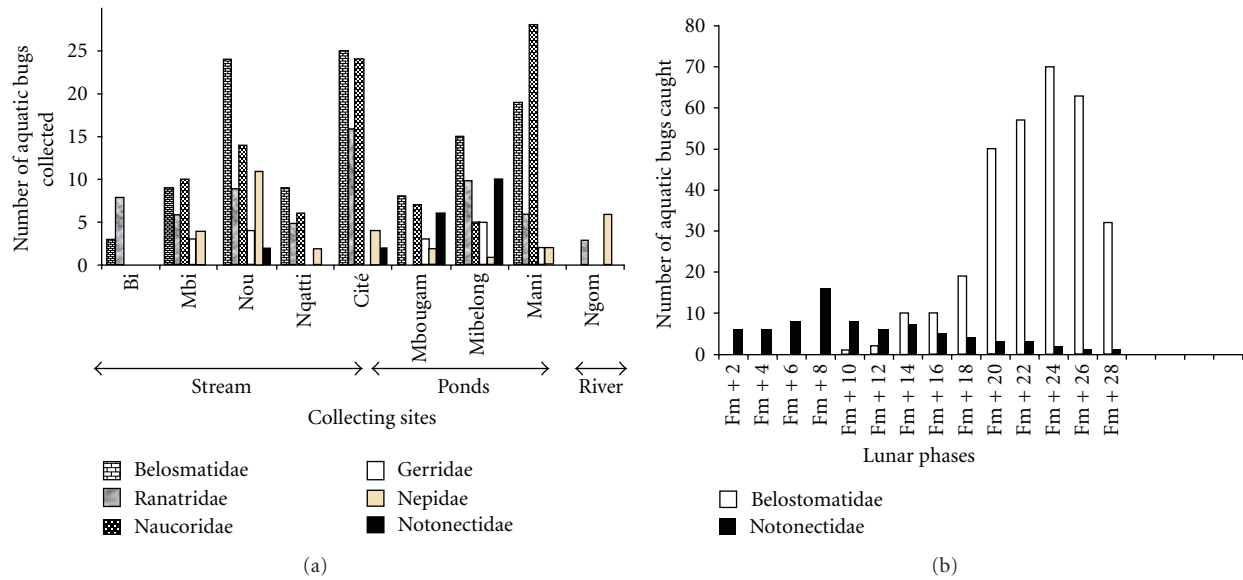 Number of aquatic bugs
collected
25
20
15
10
5
0
Bi
Mbi
Nou
Nqatti
Cité
Mbougam
Mibelong
Mani
Ngom
Stream
Ponds
River
Collecting sites
Belosmatidae
Ranatridae
Naucoridae
Gerridae
Nepidae
Notonectidae
(a)
Number of aquatic bugs caught
80
70
60
50
40
30
20
10
0
Fm + 2
Fm + 4
Fm + 6
Fm + 8
Fm + 10
Fm + 12
Fm + 14
Fm + 16
Fm + 18
Fm + 20
Fm + 22
Fm + 24
Fm + 26
Fm + 28
Lunar phases
Belostomatidae
Notonectidae
(b)